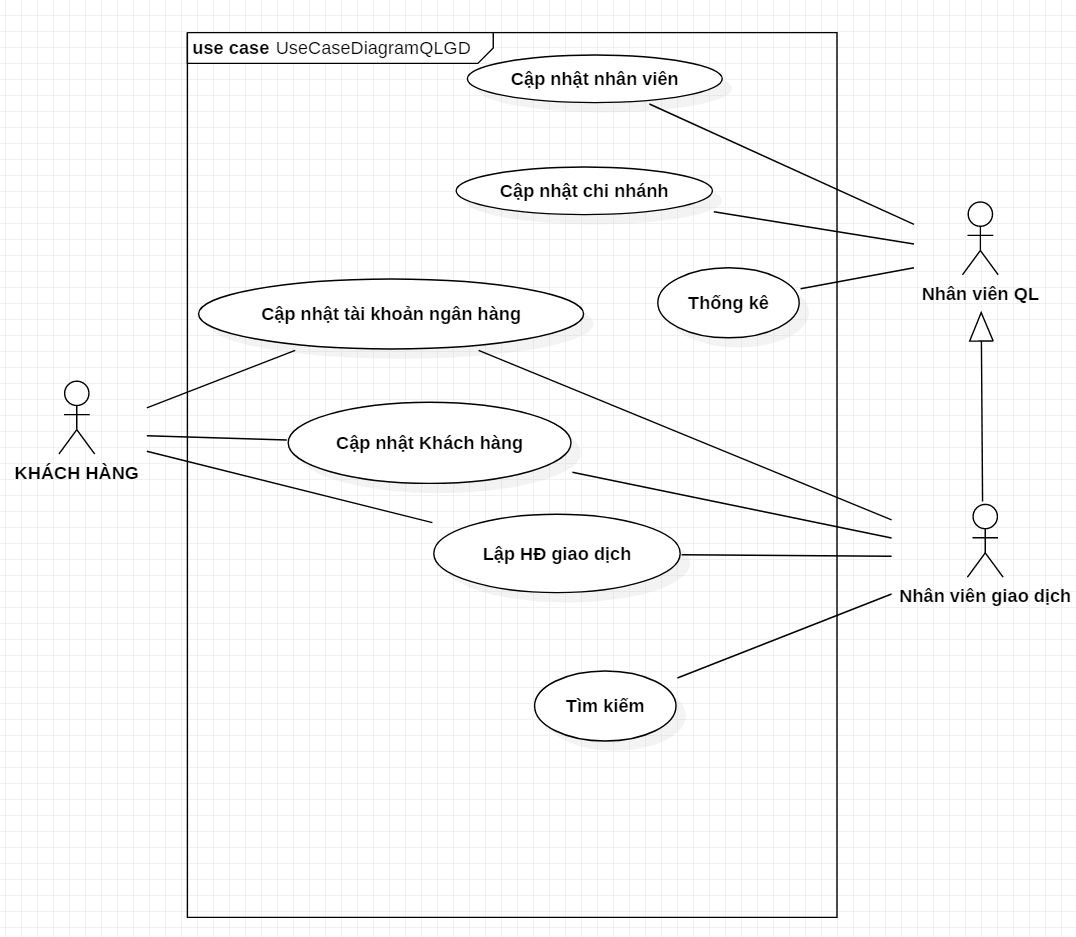 use case UseCaseDiagramQLGD
Cập nhật nhân viên
Cập nhật chi nhánh
Thống kê
Nhân viên QL
Cập nhật tài khoản ngân hàng
Cập nhật Khách hàng
KHÁCH HÀNG
Lập HĐ giao dịch
Nhân viên giao dịch
Tìm kiếm